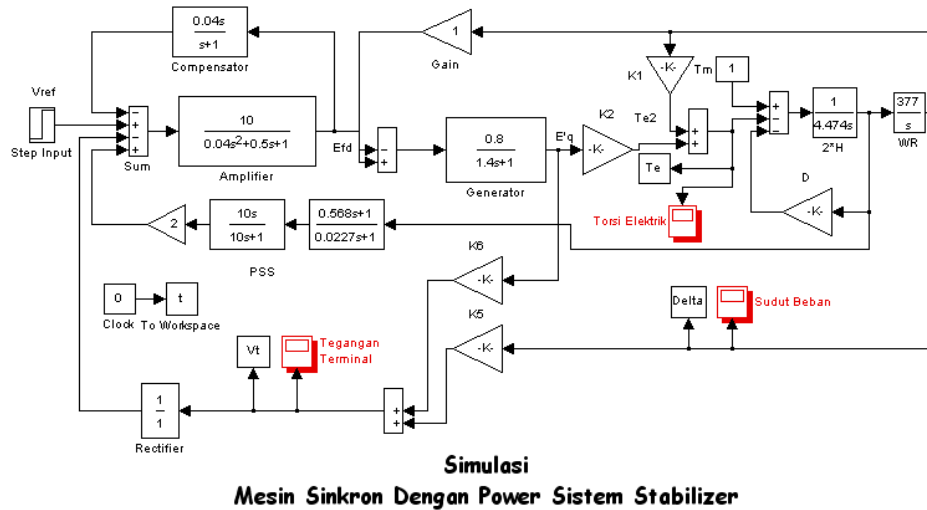 0.04s
s+1
Compensator
1
Gain
-K-
K1
Tm
1
Vref
Step Input
Sum
10
0.04s²+0.5s+1
Amplifier
Efd
0.8
1.4s+1
Generator
E'q
K2
-K-
Te2
Te
Torsi Elektrik
1
4.474s
2*H
377
s
WR
D
-K-
2
10s
10s+1
PSS
0.568s+1
0.0227s+1
K6
-K-
K5
-K-
Delta
Sudut Beban
0
Clock
t
To Workspace
Vt
Tegangan
Terminal
1
1
Rectifier
Simulasi
Mesin Sinkron Dengan Power Sistem Stabilizer